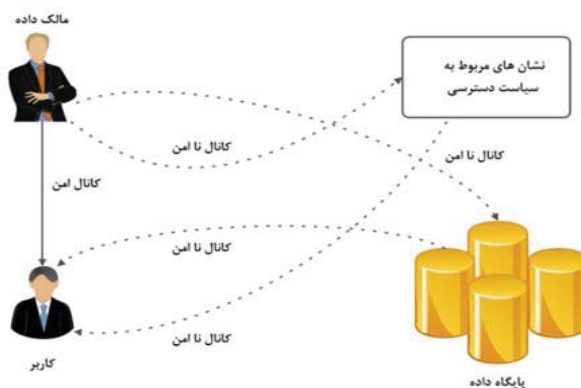 مالک داده
نشان های مربوط به
سیاست دسترسی
کانال نا امن
کانال نا امن
کانال امن
کانال نا امن
کانال نا امن
کاربر
پایگاه داده